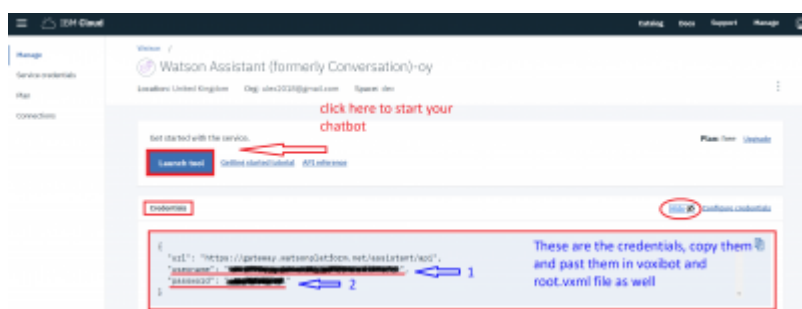 IBM Cloud
Catalog Docs Support Manage
Manage
Service credentials
Plan
Connections
Watson /
Watson Assistant (formerly Conversation)-oy
Location: United Kingdom Org: Space: dev
click here to start your
chatbot
Get started with the service.
Plan: Upgrade
Launch tool Getting started tutorial API reference
Credentials
Hide Configure credentials
{
"url": "https://gateway.watsonplatform.net/assistant/api",
"username": "
1
"password": "
2
}
These are the credentials, copy them
and past them in voxibot and
root.vxml file as well